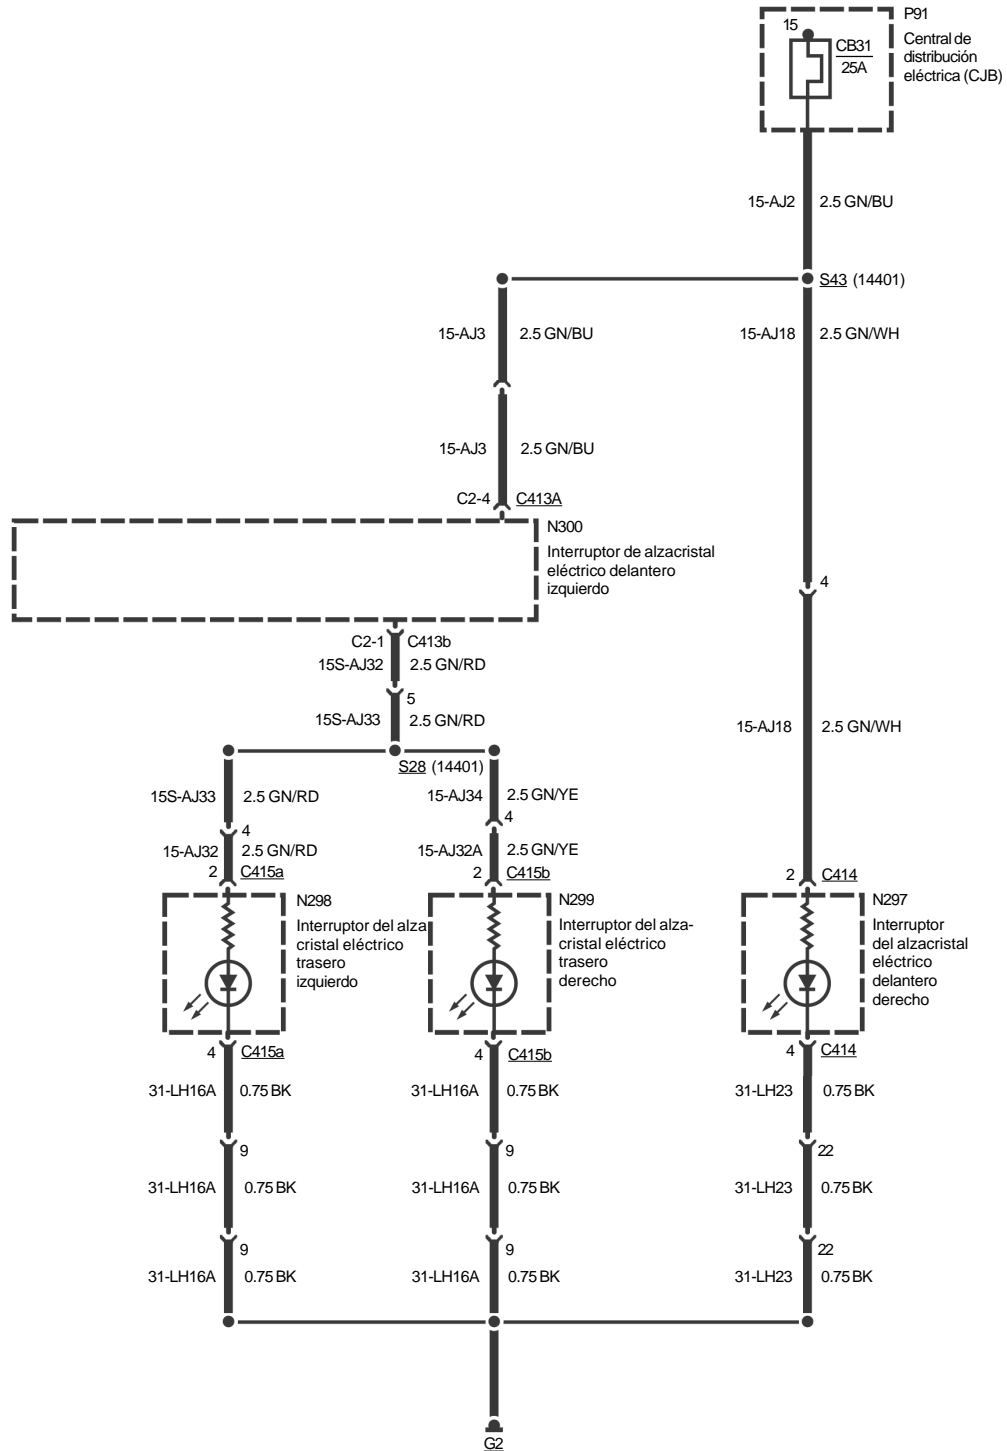 P91
15
Central de
distribución
eléctrica (CJB)
CB31
25A
15-AJ2 2.5 GN/BU
S43 (14401)
15-AJ3 2.5 GN/BU
15-AJ18 2.5 GN/WH
15-AJ3 2.5 GN/BU
C2-4 C413A
N300
Interruptor de alzacristal
eléctrico delantero
izquierdo
4
C2-1 C413b
15S-AJ32 2.5 GN/RD
5
15S-AJ33 2.5 GN/RD
15-AJ18 2.5 GN/WH
S28 (14401)
15S-AJ33 2.5 GN/RD
15-AJ34 2.5 GN/YE
4
4
15-AJ32 2.5 GN/RD
15-AJ32A 2.5 GN/YE
2 C415a
2 C415b
2 C414
N298
Interruptor del alza
cristal eléctrico
trasero
izquierdo
N299
Interruptor del alza-
cristal eléctrico
trasero
derecho
N297
Interruptor
del alzacristal
eléctrico
delantero
derecho
4 C415a
4 C415b
4 C414
31-LH16A 0.75 BK
31-LH16A 0.75 BK
31-LH23 0.75 BK
9
9
22
31-LH16A 0.75 BK
31-LH16A 0.75 BK
31-LH23 0.75 BK
9
9
22
31-LH16A 0.75 BK
31-LH16A 0.75 BK
31-LH23 0.75 BK
G2